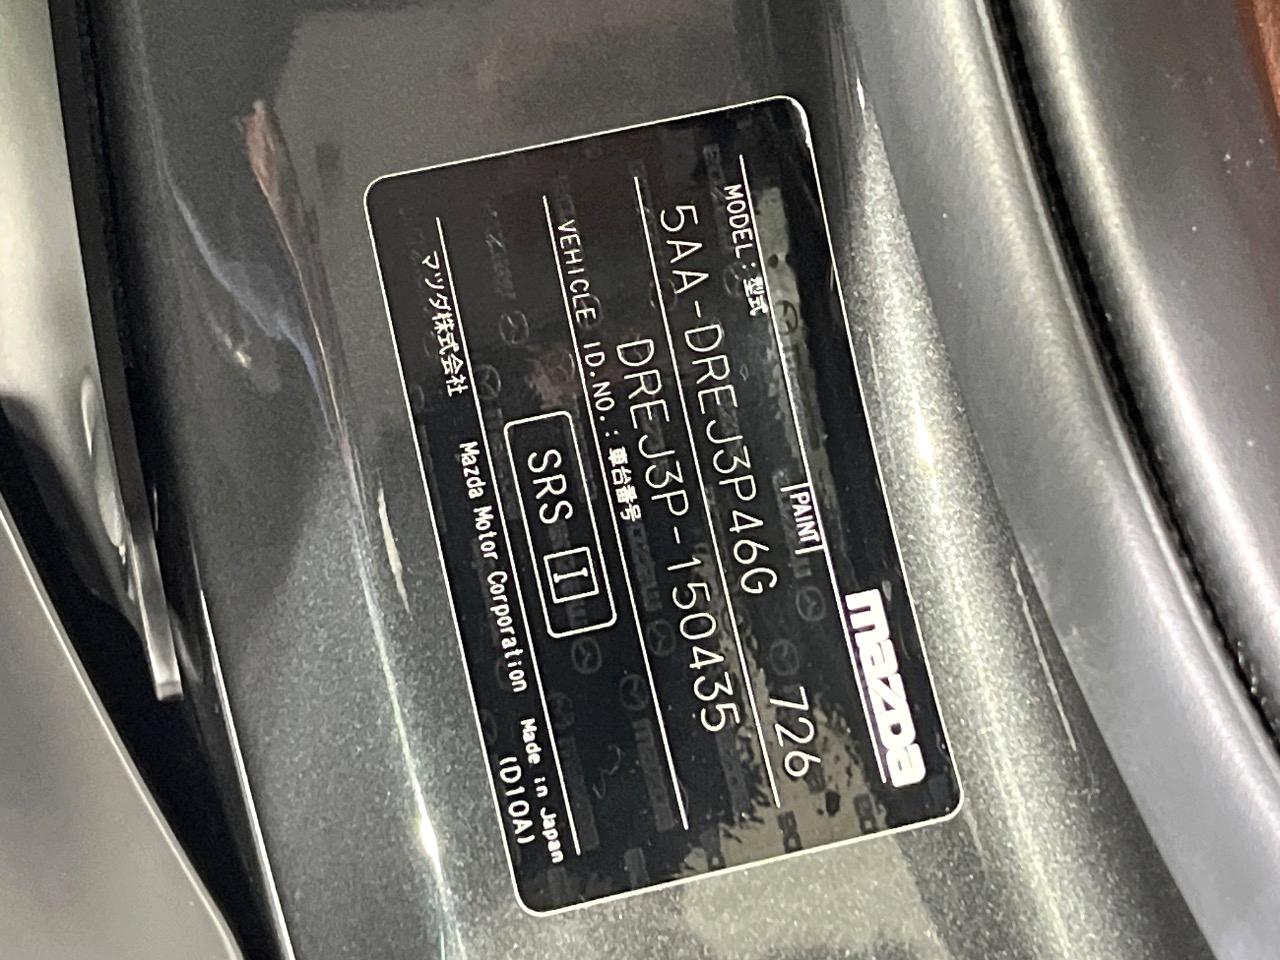 mazda
MODEL:型式
PAINT
5AA-DREJ3P46G 726
DREJ3P-150435
VEHICLE ID.NO.:車台番号
SRS I
マツダ株式会社 Mazda Motor Corporation Made in Japan
(D10A)